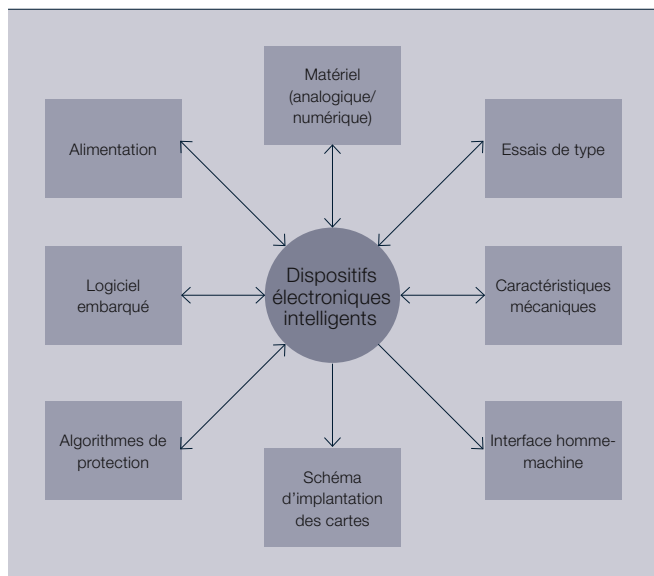 Matériel
(analogique/
numérique)
Alimentation
Essais de type
Dispositifs
électroniques
intelligents
Logiciel
embarqué
Caractéristiques
mécaniques
Algorithmes de
protection
Interface homme-
machine
Schéma
d'implantation
des cartes